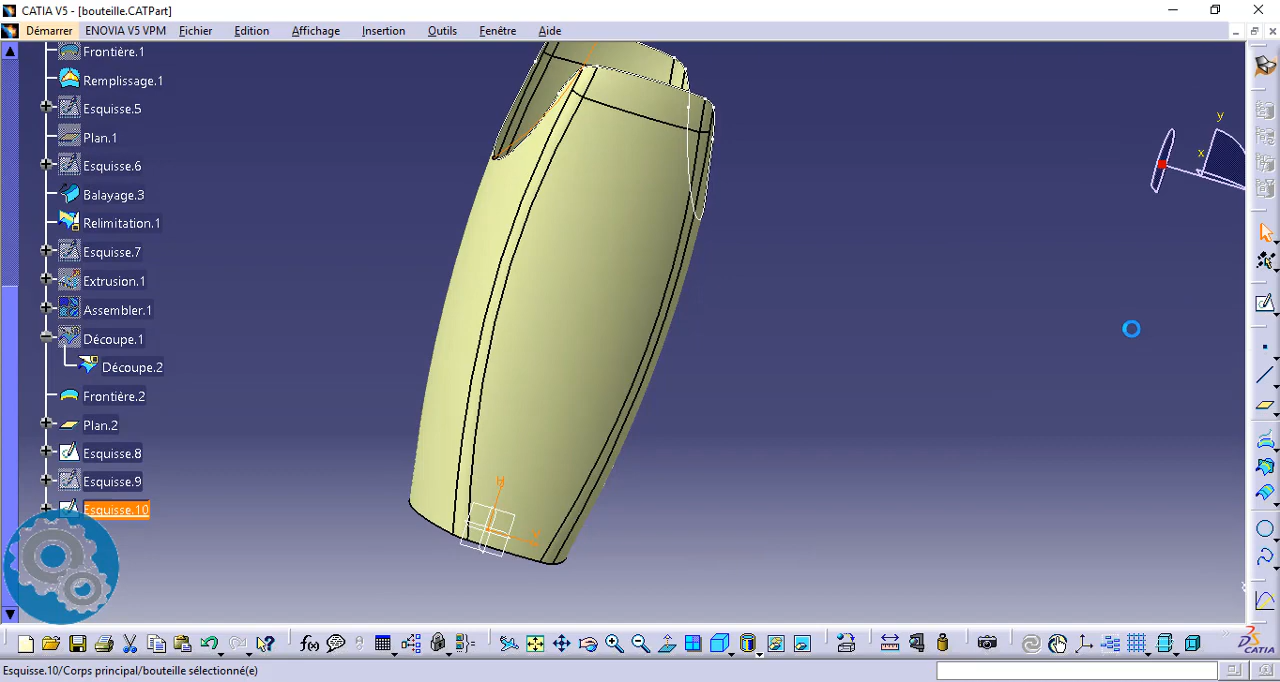 CATIA V5 - [bouteille.CATPart]
Démarrer ENOVIA V5 VPM Fichier Edition Affichage Insertion Outils Fenêtre Aide
Frontière.1
Remplissage.1
Esquisse.5
Plan.1
Esquisse.6
Balayage.3
Relimitation.1
Esquisse.7
Extrusion.1
Assembler.1
Découpe.1
Découpe.2
Frontière.2
Plan.2
Esquisse.8
Esquisse.9
Esquisse.10
y
x
H
V
f(x)
CATIA
Esquisse.10/Corps principal/bouteille sélectionné(e)